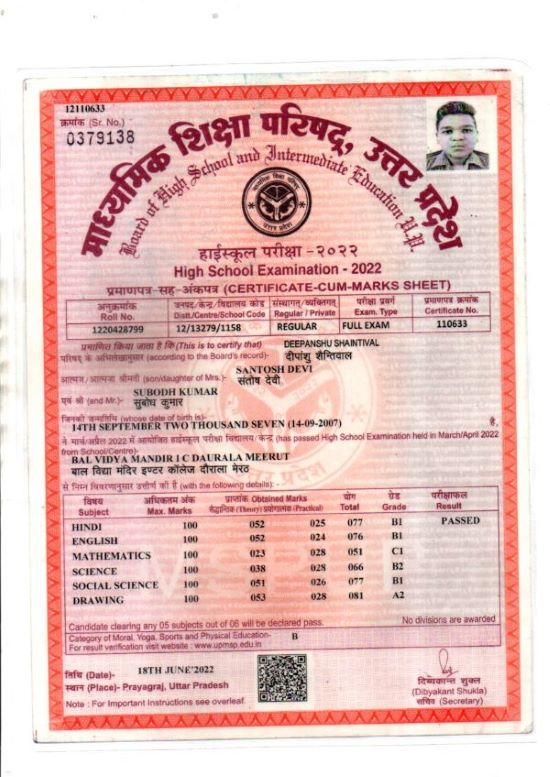 12110633
क्रमांक (Sr. No.)
0379138
माध्यमिक शिक्षा परिषद्, उत्तर प्रदेश
Board of High School and Intermediate Education U.P.
हाईस्कूल परीक्षा -२०२२
High School Examination - 2022
प्रमाणपत्र-सह-अंकपत्र (CERTIFICATE-CUM-MARKS SHEET)
अनुक्रमांक Roll No. जनपद/केन्द्र/विद्यालय कोड Distt./Centre/School Code संस्थागत/व्यक्तिगत Regular / Private परीक्षा प्रवर्ग Exam. Type प्रमाणपत्र क्रमांक Certificate No.
1220428799 12/13279/1158 REGULAR FULL EXAM 110633
प्रमाणित किया जाता है कि (This is to certify that) DEEPANSHU SHAINTIVAL
परिषद के अभिलेखानुसार (according to the Board's record)- दीपांशु शैन्तिवाल
SANTOSH DEVI
आत्मज/आत्मजा श्रीमती (son/daughter of Mrs.)- संतोष देवी
SUBODH KUMAR
एवं श्री (and Mr.)- सुबोध कुमार
जिनकी जन्मतिथि (whose date of birth is)-
14TH SEPTEMBER TWO THOUSAND SEVEN (14-09-2007) है,
ने मार्च/अप्रैल 2022 में आयोजित हाईस्कूल परीक्षा विद्यालय/केन्द्र (has passed High School Examination held in March/April 2022
from School/Centre)-
BAL VIDYA MANDIR I C DAURALA MEERUT
बाल विद्या मंदिर इण्टर कॉलेज दौराला मेरठ
से निम्न विवरणानुसार उत्तीर्ण की है (with the following details): -
विषय अधिकतम अंक प्राप्तांक Obtained Marks योग ग्रेड परीक्षाफल
Subject Max. Marks सैद्धान्तिक (Theory) प्रयोगात्मक (Practical) Total Grade Result
HINDI 100 052 025 077 B1 PASSED
ENGLISH 100 052 024 076 B1
MATHEMATICS 100 023 028 051 C1
SCIENCE 100 038 028 066 B2
SOCIAL SCIENCE 100 051 026 077 B1
DRAWING 100 053 028 081 A2
Candidate clearing any 05 subjects out of 06 will be declared pass. No divisions are awarded
Category of Moral, Yoga, Sports and Physical Education- B
For result verification visit website : www.upmsp.edu.in
तिथि (Date)- 18TH JUNE'2022
स्थान (Place)- Prayagraj, Uttar Pradesh
Note : For Important Instructions see overleaf.
दिव्यकान्त शुक्ल
(Dibyakant Shukla)
सचिव (Secretary)